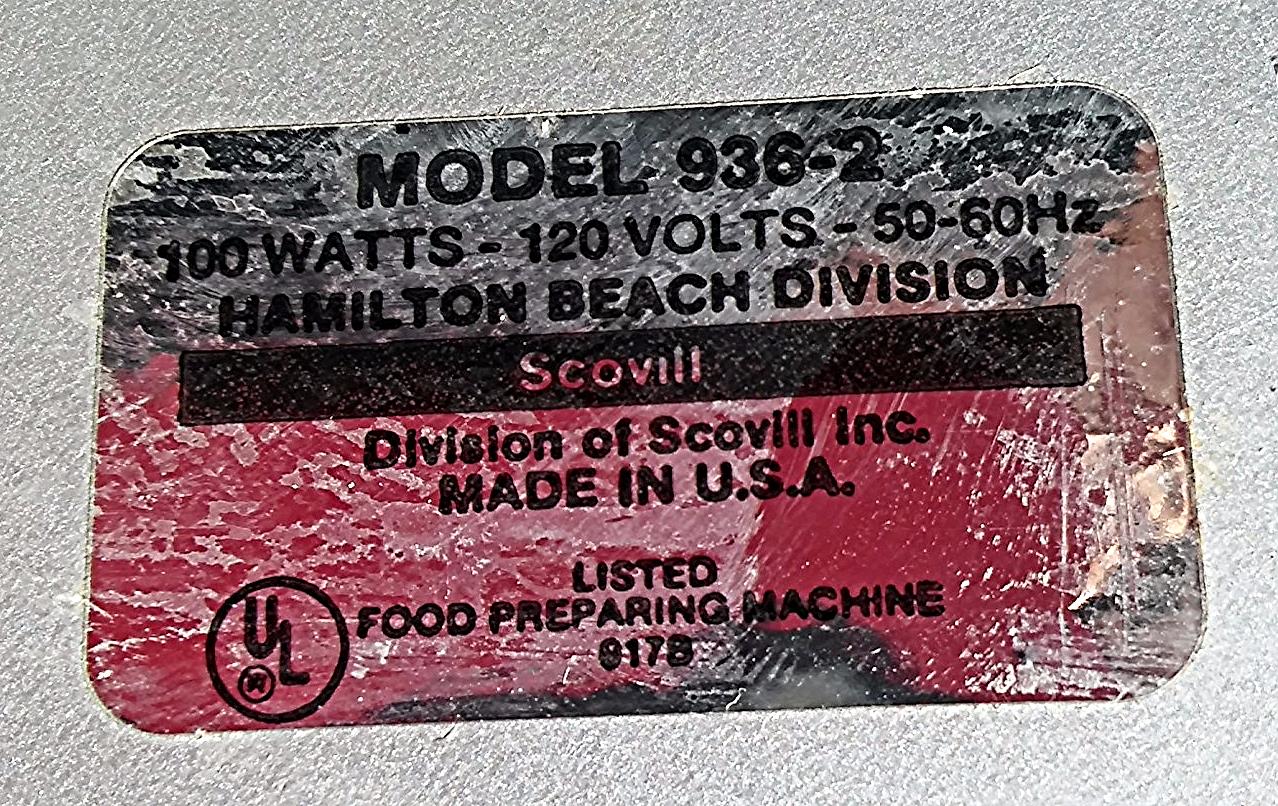 MODEL 936-2
100 WATTS - 120 VOLTS - 50-60Hz
HAMILTON BEACH DIVISION
Scovill
Division of Scovill Inc.
MADE IN U.S.A.
LISTED
UL® FOOD PREPARING MACHINE
917B